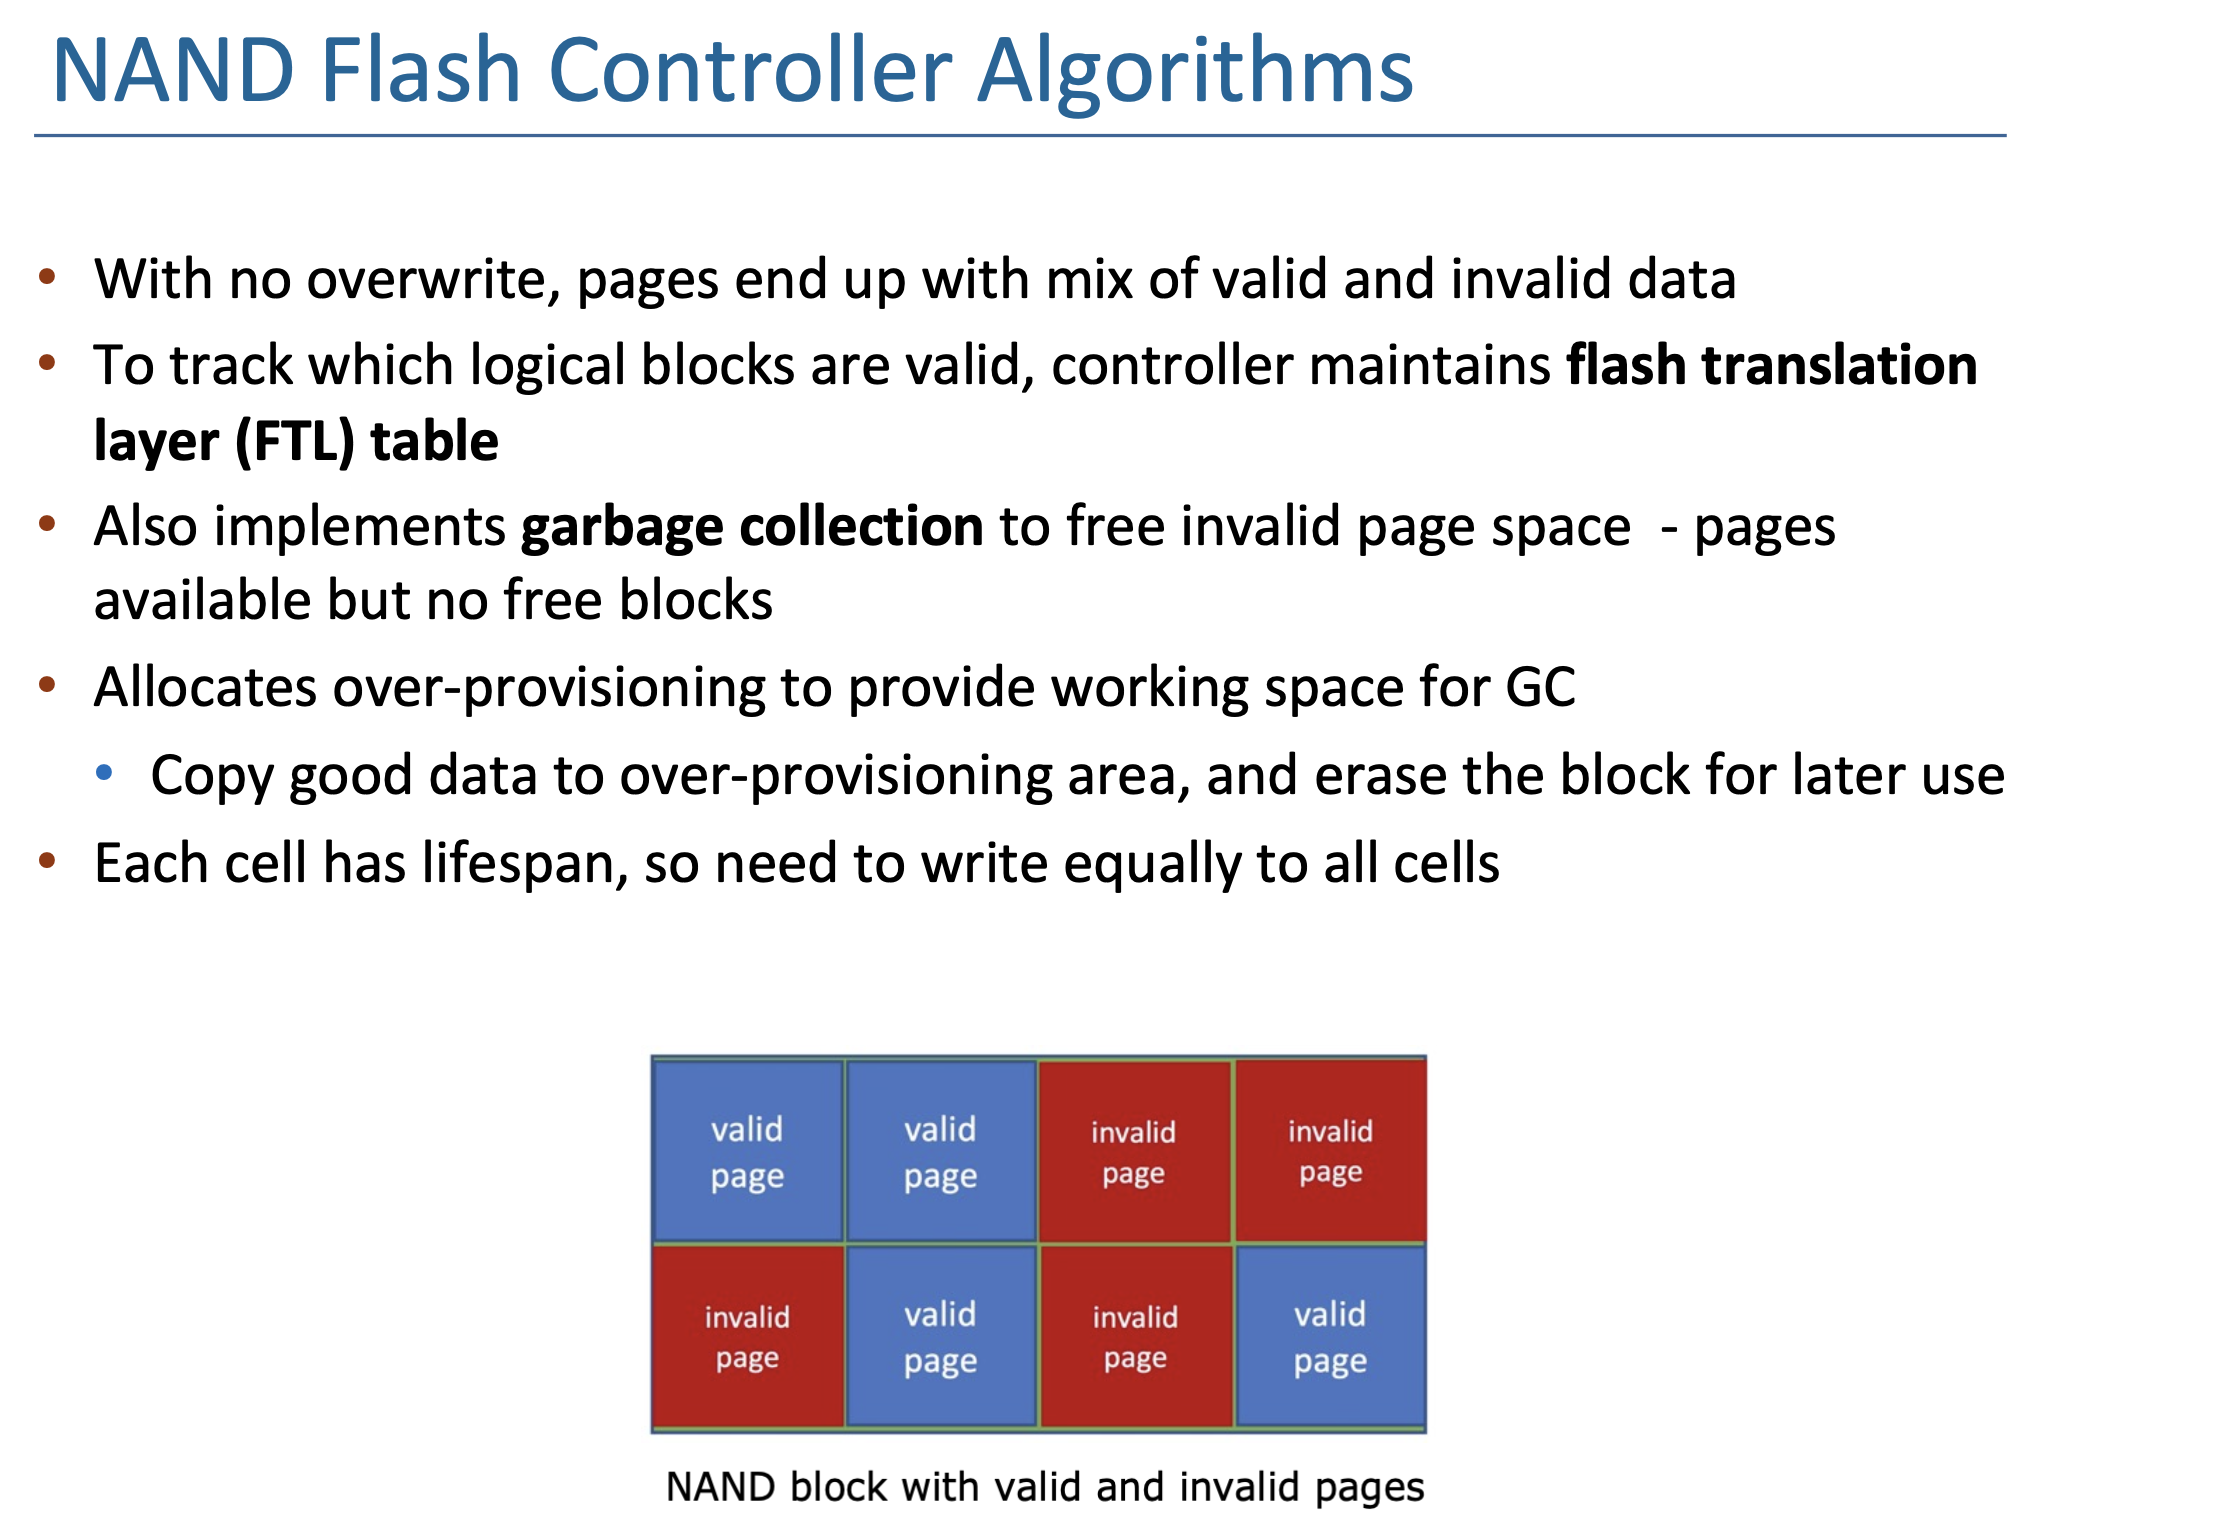 NAND Flash Controller Algorithms
• With no overwrite, pages end up with mix of valid and invalid data
• To track which logical blocks are valid, controller maintains flash translation
layer (FTL) table
• Also implements garbage collection to free invalid page space - pages
available but no free blocks
• Allocates over-provisioning to provide working space for GC
• Copy good data to over-provisioning area, and erase the block for later use
• Each cell has lifespan, so need to write equally to all cells
valid
page
valid
page
invalid
page
invalid
page
invalid
page
valid
page
invalid
page
valid
page
NAND block with valid and invalid pages